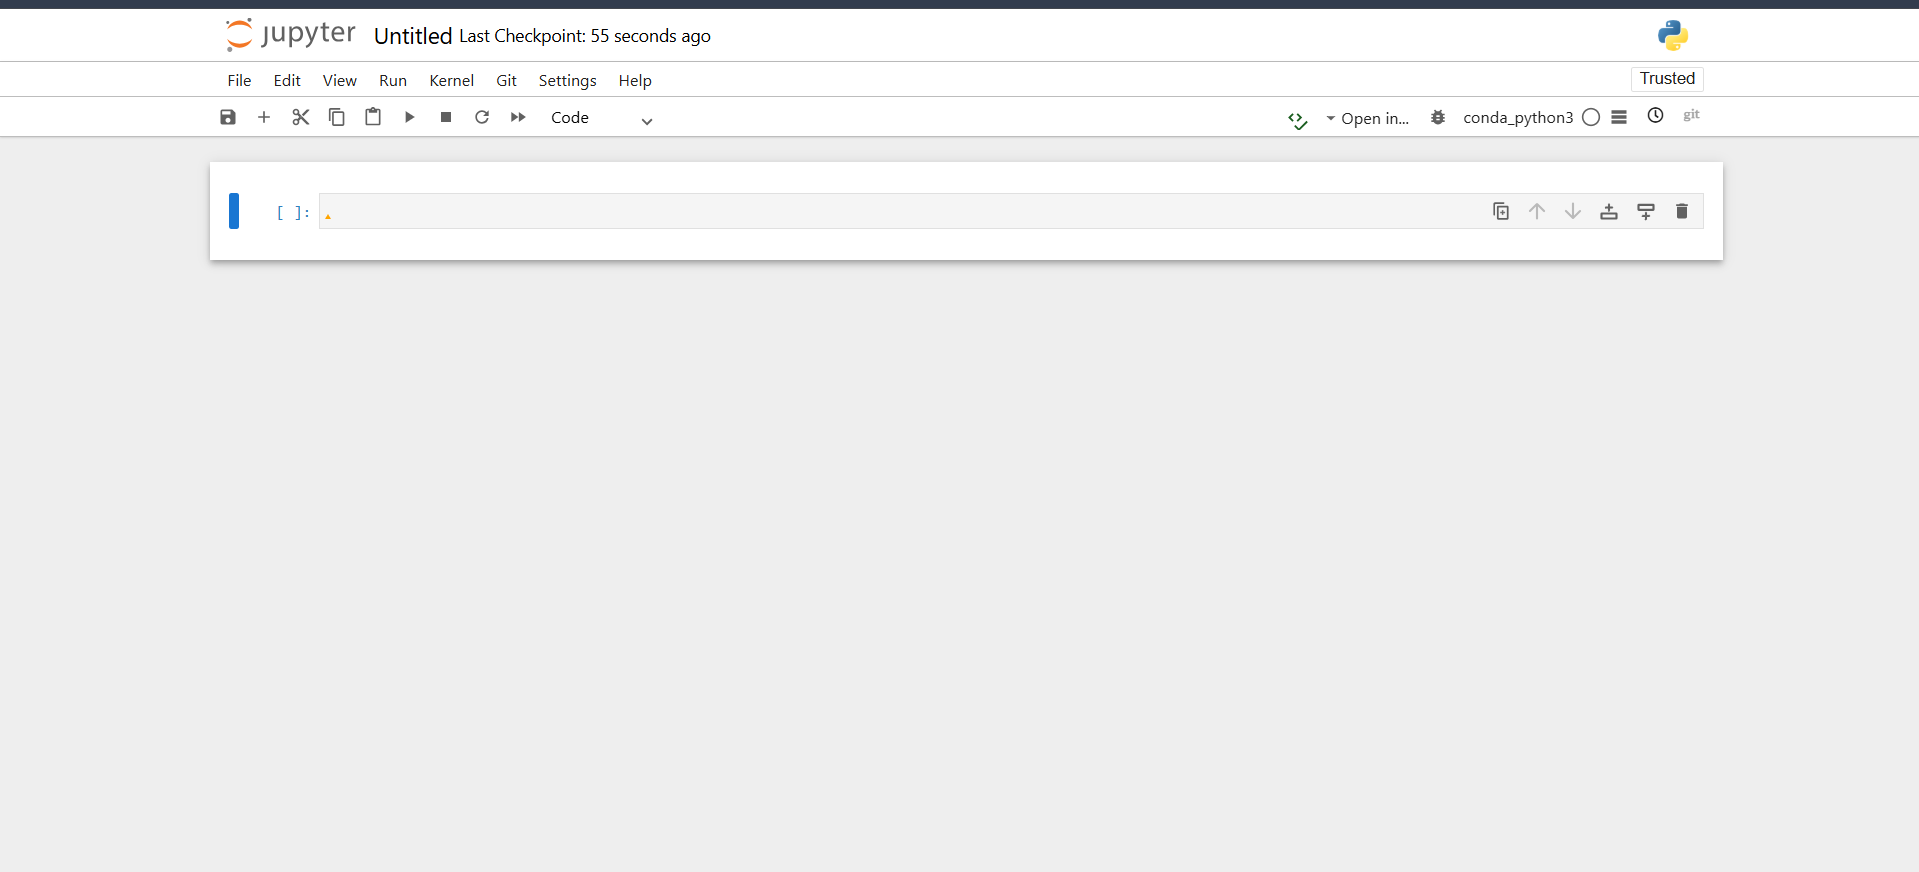 jupyter Untitled Last Checkpoint: 55 seconds ago
File Edit View Run Kernel Git Settings Help Trusted
Code Open in... conda_python3 git
[ ]: